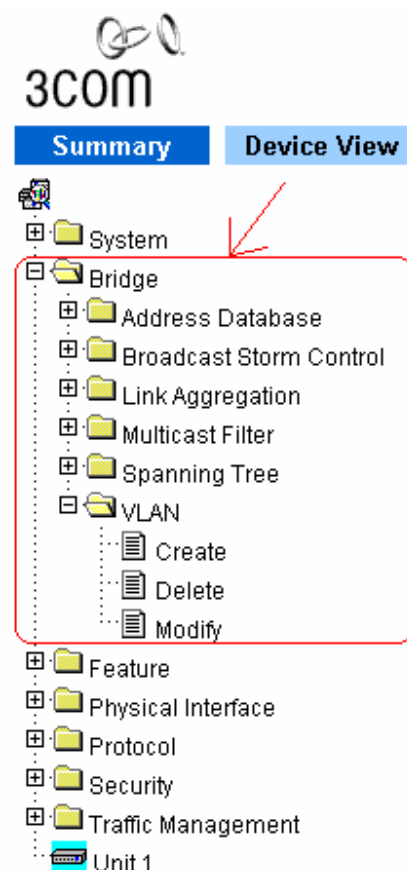 3COM
Summary Device View
System
Bridge
Address Database
Broadcast Storm Control
Link Aggregation
Multicast Filter
Spanning Tree
VLAN
Create
Delete
Modify
Feature
Physical Interface
Protocol
Security
Traffic Management
Unit 1